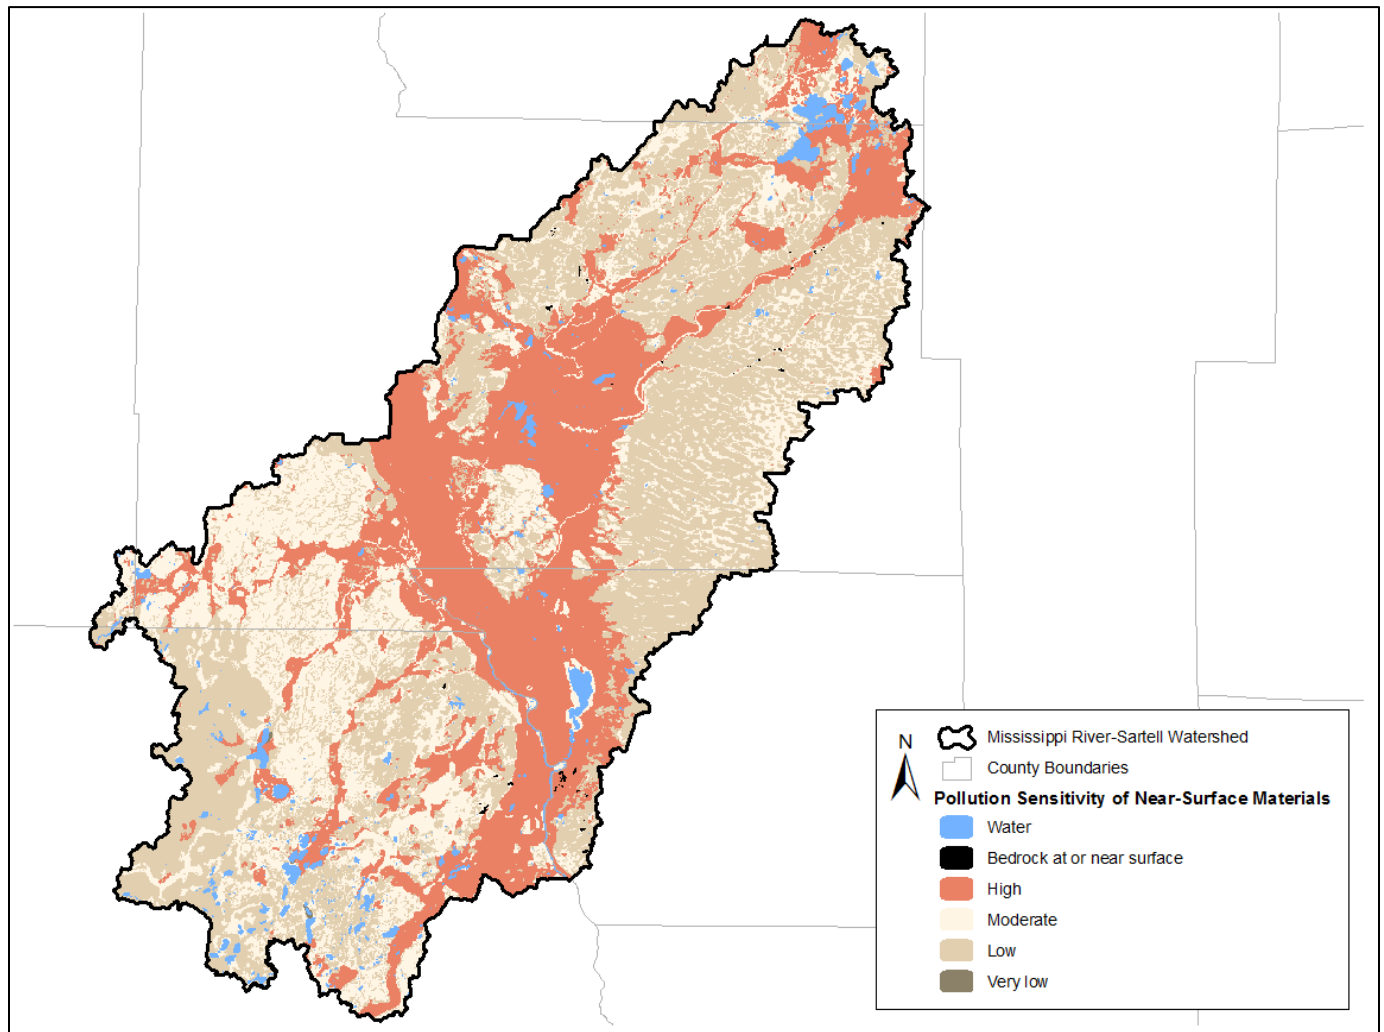 N
Mississippi River-Sartell Watershed
County Boundaries
Pollution Sensitivity of Near-Surface Materials
Water
Bedrock at or near surface
High
Moderate
Low
Very low